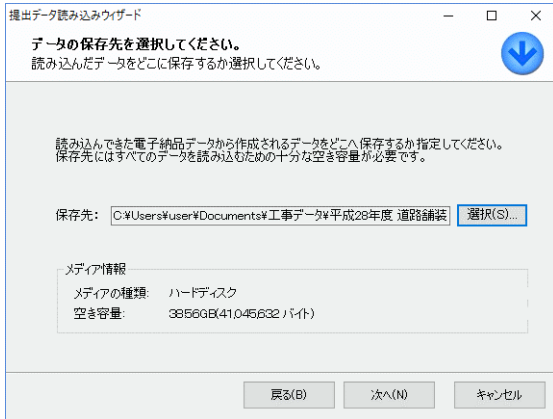 提出データ読み込みウィザード
データの保存先を選択してください。
読み込んだデータをどこに保存するか選択してください。
読み込んできた電子納品データから作成されるデータをどこへ保存するか指定してください。
保存先にはすべてのデータを読み込むための十分な空き容量が必要です。
保存先: C:¥Users¥user¥Documents¥工事データ¥平成28年度 道路舗装 選択(S)...
メディア情報
メディアの種類: ハードディスク
空き容量: 3856GB(41,045,632 バイト)
戻る(B) 次へ(N) キャンセル